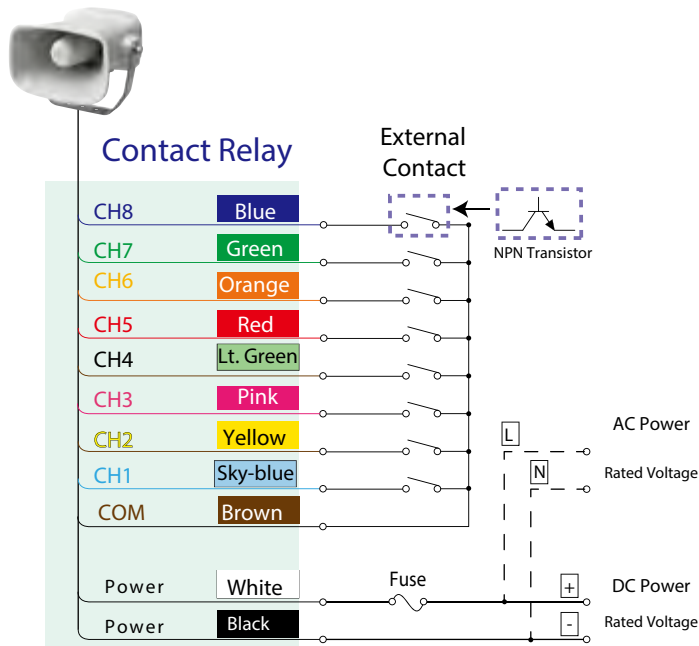 Contact Relay
External
Contact
CH8 Blue
NPN Transistor
CH7 Green
CH6 Orange
CH5 Red
CH4 Lt. Green
CH3 Pink
CH2 Yellow
L AC Power
CH1 Sky-blue
N Rated Voltage
COM Brown
Power White Fuse + DC Power
Power Black - Rated Voltage